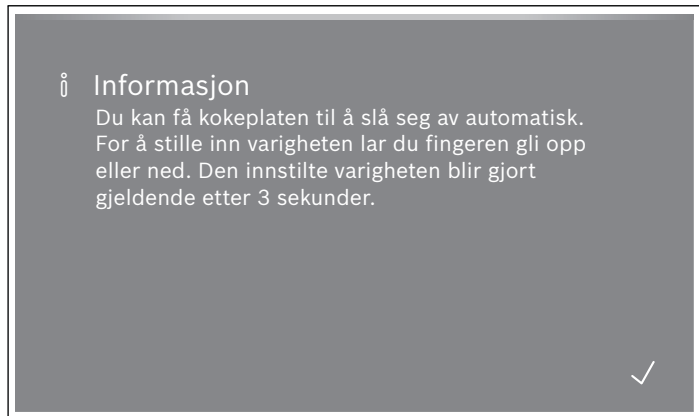 Informasjon
Du kan få kokeplaten til å slå seg av automatisk.
For å stille inn varigheten lar du fingeren gli opp
eller ned. Den innstilte varigheten blir gjort
gjeldende etter 3 sekunder.